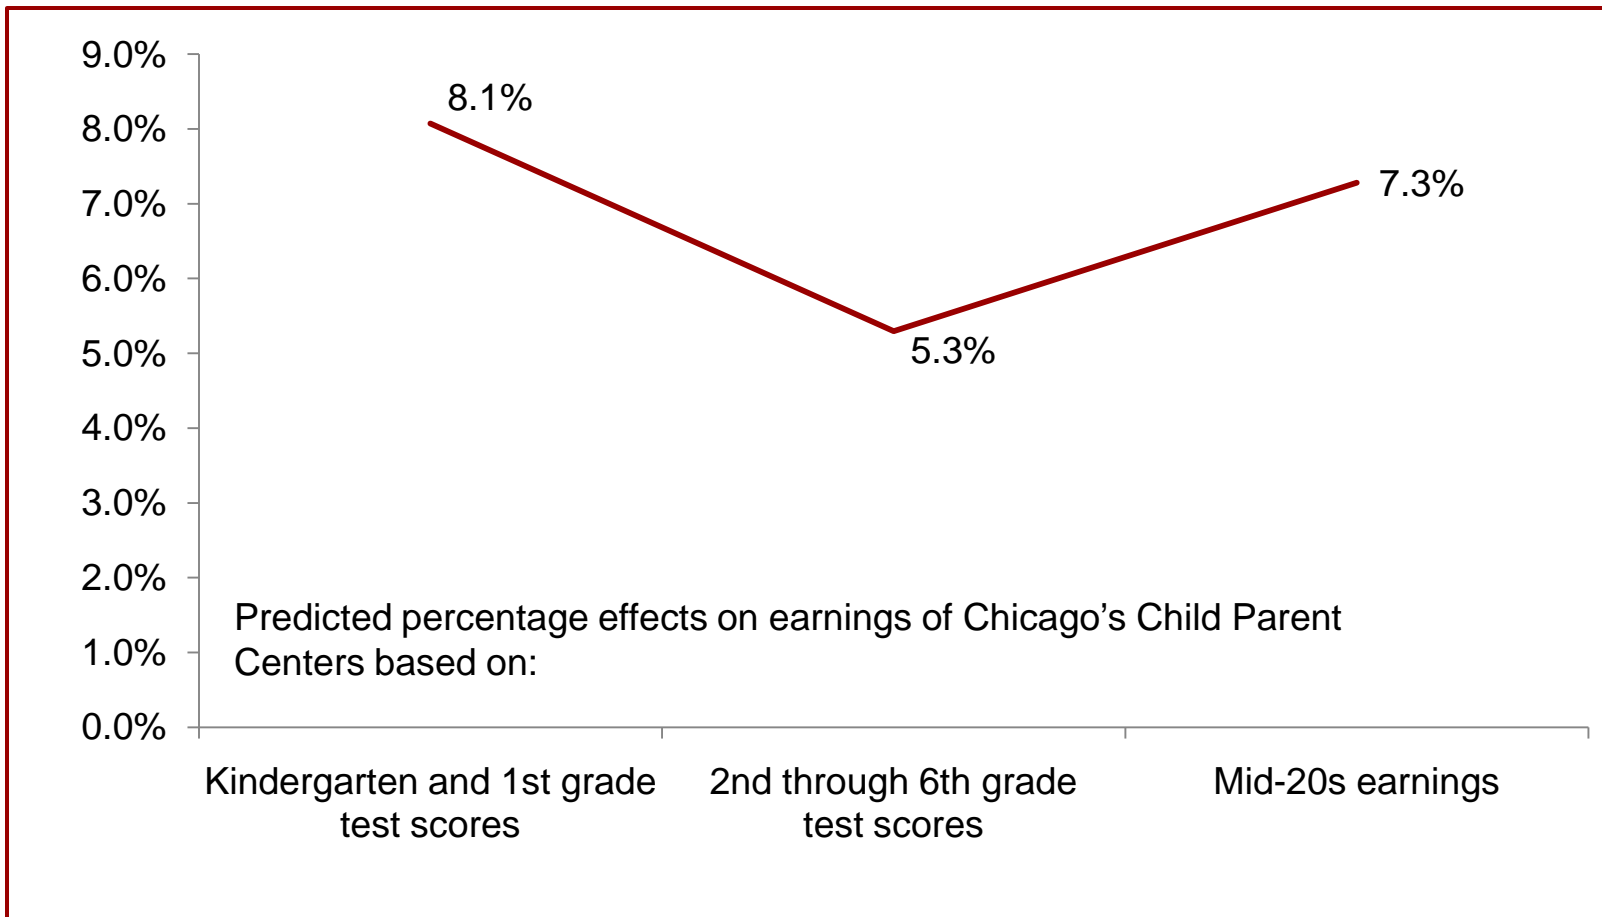 9.0%
8.0%
7.0%
6.0%
5.0%
4.0%
3.0%
2.0%
1.0%
0.0%
8.1%
5.3%
7.3%
Predicted percentage effects on earnings of Chicago’s Child Parent
Centers based on:
Kindergarten and 1st grade
test scores
2nd through 6th grade
test scores
Mid-20s earnings